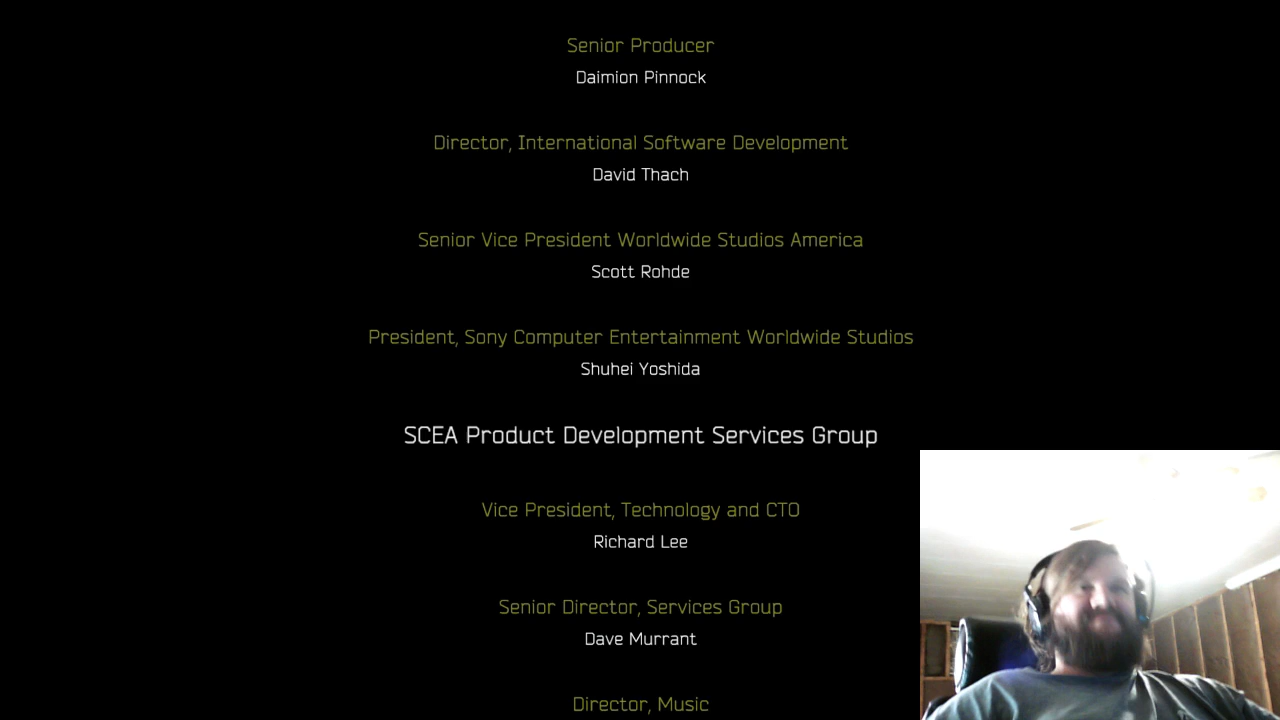 Senior Producer
Daimion Pinnock
Director, International Software Development
David Thach
Senior Vice President Worldwide Studios America
Scott Rohde
President, Sony Computer Entertainment Worldwide Studios
Shuhei Yoshida
SCEA Product Development Services Group
Vice President, Technology and CTO
Richard Lee
Senior Director, Services Group
Dave Murrant
Director, Music